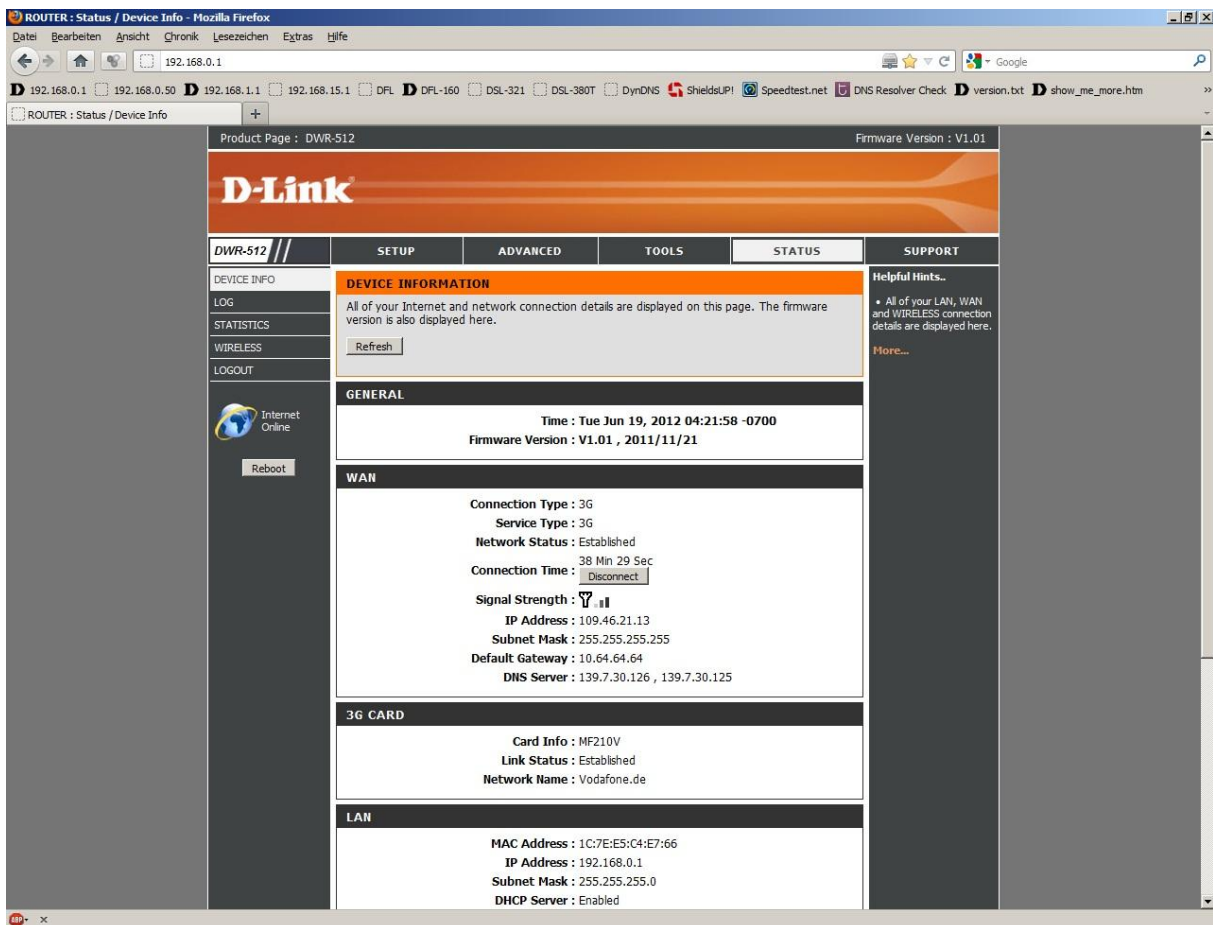 ROUTER : Status / Device Info - Mozilla Firefox
Datei Bearbeiten Ansicht Chronik Lesezeichen Extras Hilfe
192.168.0.1
Google
192.168.0.1 192.168.0.50 192.168.1.1 192.168.15.1 DFL DFL-160 DSL-321 DSL-380T DynDNS ShieldsUP! Speedtest.net DNS Resolver Check version.txt show_me_more.htm »
ROUTER : Status / Device Info +
Product Page : DWR-512 Firmware Version : V1.01
D-Link
DWR-512 SETUP ADVANCED TOOLS STATUS SUPPORT
DEVICE INFO
LOG
STATISTICS
WIRELESS
LOGOUT
Internet
Online
Reboot
DEVICE INFORMATION
All of your Internet and network connection details are displayed on this page. The firmware
version is also displayed here.
Refresh
GENERAL
Time : Tue Jun 19, 2012 04:21:58 -0700
Firmware Version : V1.01 , 2011/11/21
WAN
Connection Type : 3G
Service Type : 3G
Network Status : Established
Connection Time : 38 Min 29 Sec
Disconnect
Signal Strength :
IP Address : 109.46.21.13
Subnet Mask : 255.255.255.255
Default Gateway : 10.64.64.64
DNS Server : 139.7.30.126 , 139.7.30.125
3G CARD
Card Info : MF210V
Link Status : Established
Network Name : Vodafone.de
LAN
MAC Address : 1C:7E:E5:C4:E7:66
IP Address : 192.168.0.1
Subnet Mask : 255.255.255.0
DHCP Server : Enabled
Helpful Hints..
• All of your LAN, WAN
and WIRELESS connection
details are displayed here.
More...
ABP